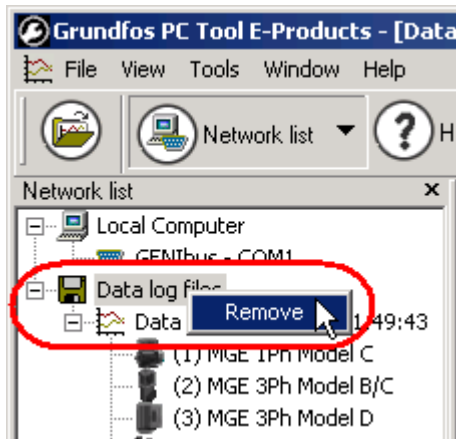 Grundfos PC Tool E-Products - [Data
File View Tools Window Help
Network list
H
Network list x
Local Computer
GENIbus - COM1
Data log files
Remove
Data 1:49:43
(1) MGE 1Ph Model C
(2) MGE 3Ph Model B/C
(3) MGE 3Ph Model D